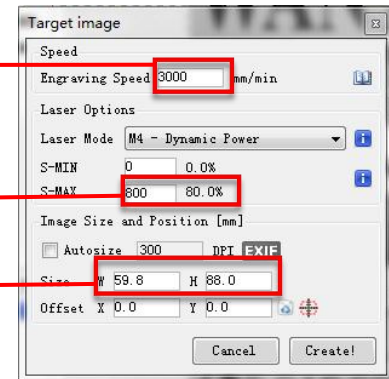 Target image
Speed
Engraving Speed 3000 mm/min
Laser Options
Laser Mode M4 - Dynamic Power
S-MIN 0 0.0%
S-MAX 800 80.0%
Image Size and Position [mm]
Autosize 300 DPI EXIF
Size W 59.8 H 88.0
Offset X 0.0 Y 0.0
Cancel Create!